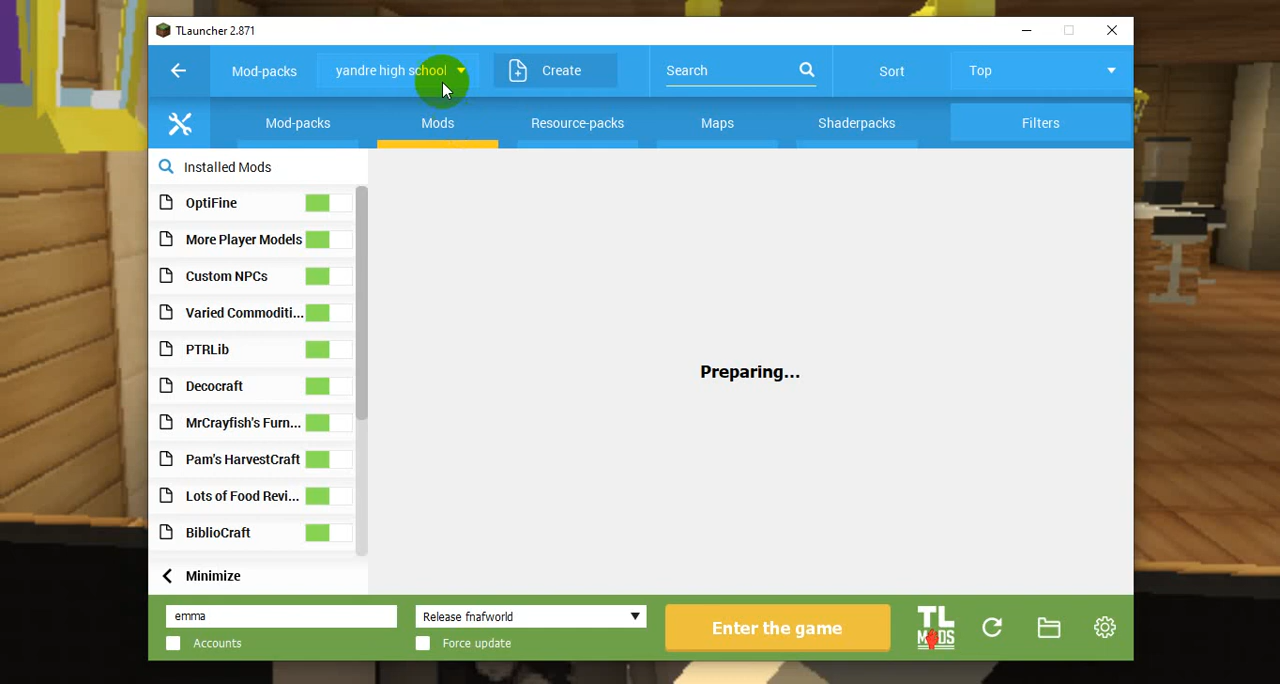 TLauncher 2.871
Mod-packs yandre high school Create Search Sort Top
Mod-packs Mods Resource-packs Maps Shaderpacks Filters
Installed Mods
OptiFine
More Player Models
Custom NPCs
Varied Commoditi...
PTRLib
Decocraft
MrCrayfish's Furn...
Pam's HarvestCraft
Lots of Food Revi...
BiblioCraft
Minimize
Preparing...
emma Release fnafworld Enter the game TL MODS
Accounts Force update